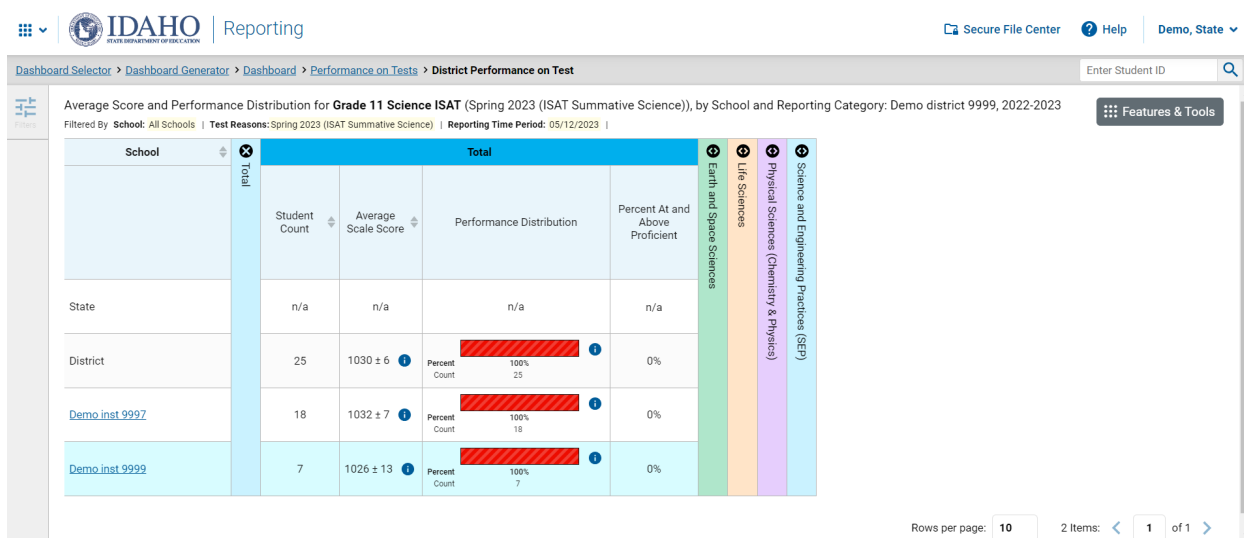 IDAHO
STATE DEPARTMENT OF EDUCATION
Reporting
Secure File Center
Help
Demo, State
Dashboard Selector > Dashboard Generator > Dashboard > Performance on Tests > District Performance on Test
Enter Student ID
Filters
Average Score and Performance Distribution for Grade 11 Science ISAT (Spring 2023 (ISAT Summative Science)), by School and Reporting Category: Demo district 9999, 2022-2023
Features & Tools
Filtered By School: All Schools | Test Reasons: Spring 2023 (ISAT Summative Science) | Reporting Time Period: 05/12/2023 |
School
Total
Total
Student Count
Average Scale Score
Performance Distribution
Percent At and Above Proficient
Earth and Space Sciences
Life Sciences
Physical Sciences (Chemistry & Physics)
Science and Engineering Practices (SEP)
State n/a n/a n/a n/a
District 25 1030 ± 6 Percent 100% 0%
Count 25
Demo inst 9997 18 1032 ± 7 Percent 100% 0%
Count 18
Demo inst 9999 7 1026 ± 13 Percent 100% 0%
Count 7
Rows per page: 10 2 Items: 1 of 1